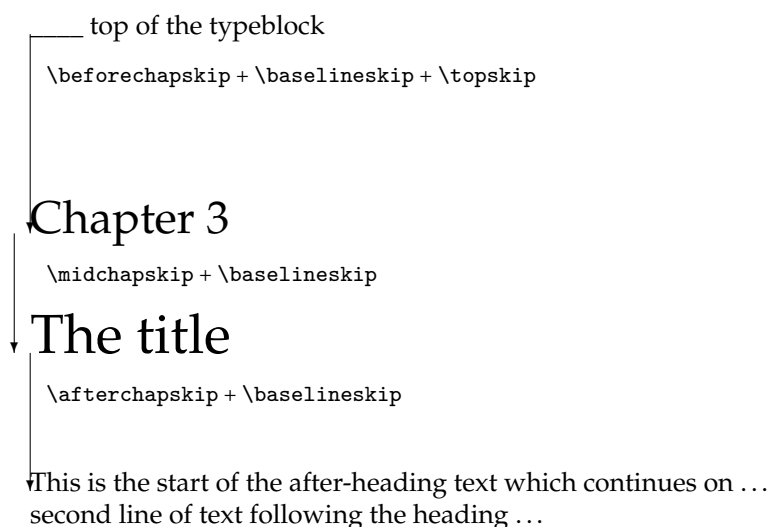 ____ top of the typeblock
\beforechapskip + \baselineskip + \topskip
Chapter 3
\midchapskip + \baselineskip
The title
\afterchapskip + \baselineskip
This is the start of the after-heading text which continues on …
second line of text following the heading …